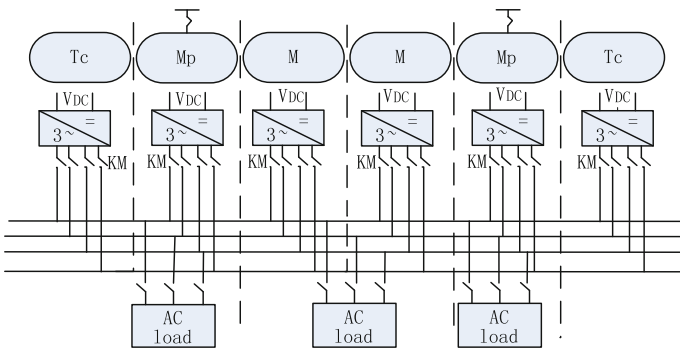 Tc Mp M M Mp Tc
VDC VDC VDC VDC VDC VDC
= = = = = =
3~ 3~ 3~ 3~ 3~ 3~
KM KM KM KM KM KM
AC load
AC load
AC load